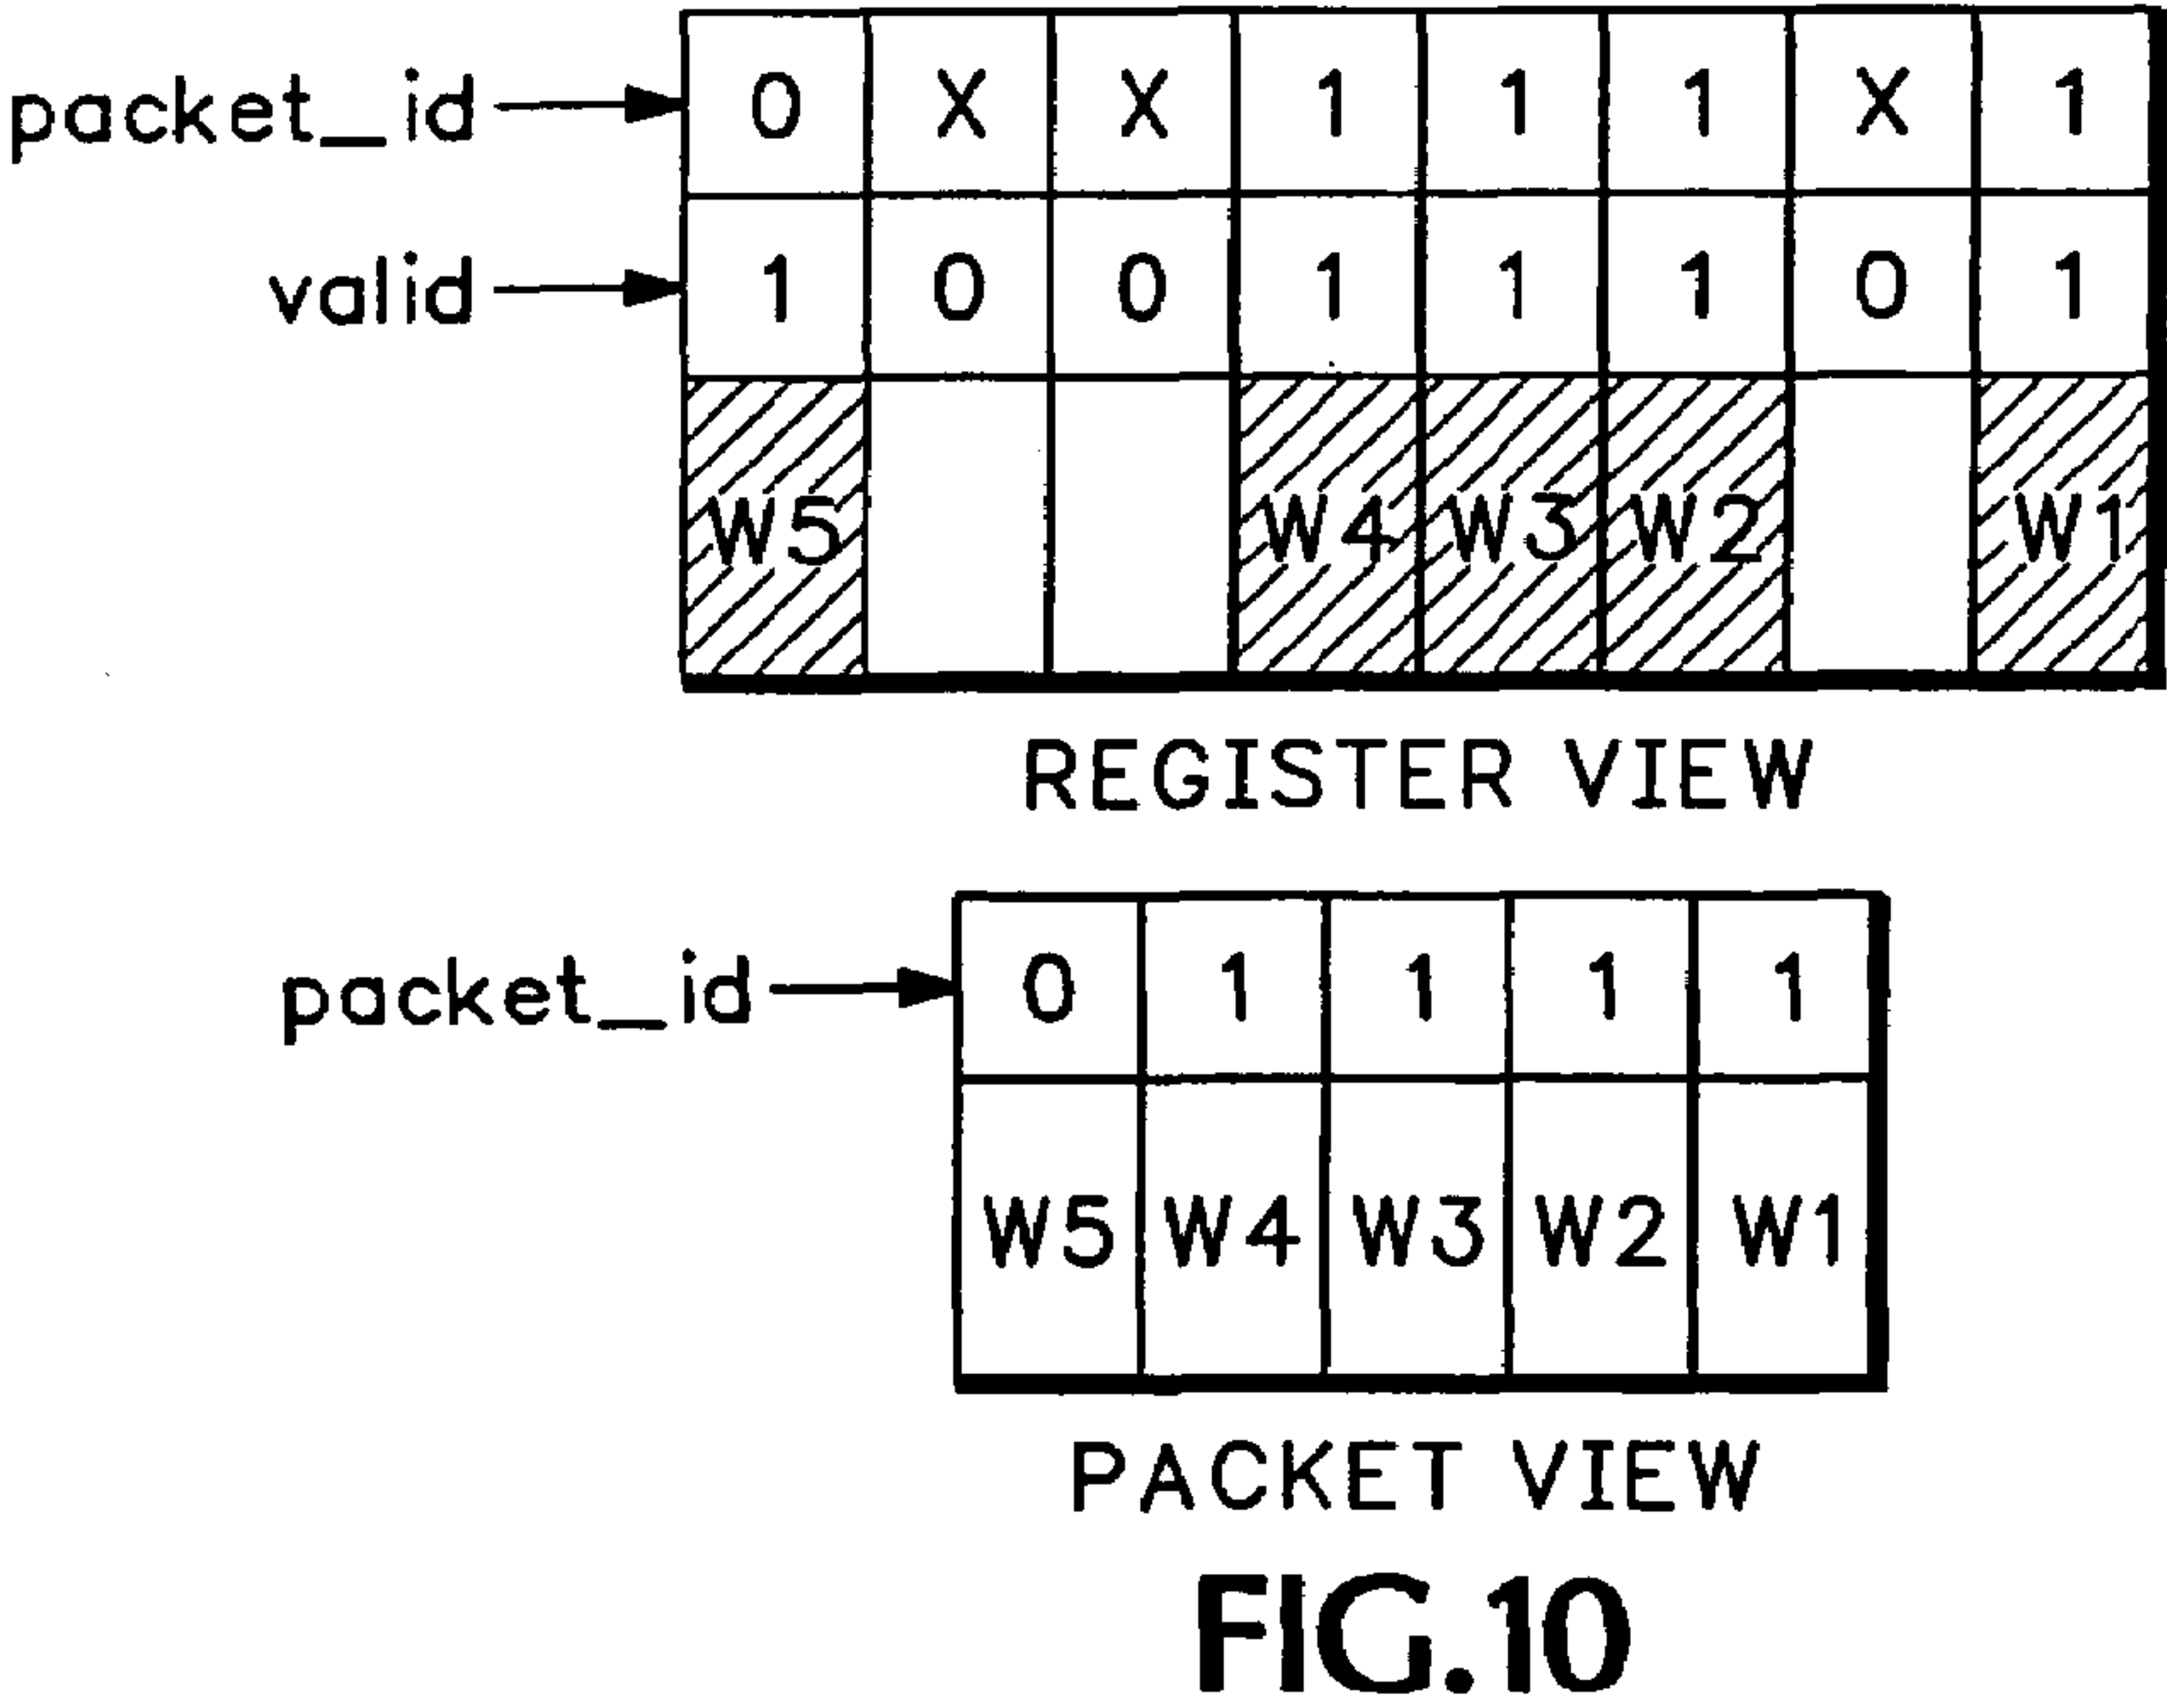 packet_id 0 X X 1 1 1 X 1
valid 1 0 0 1 1 1 0 1
W5 W4 W3 W2 W1
REGISTER VIEW
packet_id 0 1 1 1 1
W5 W4 W3 W2 W1
PACKET VIEW
FIG.10